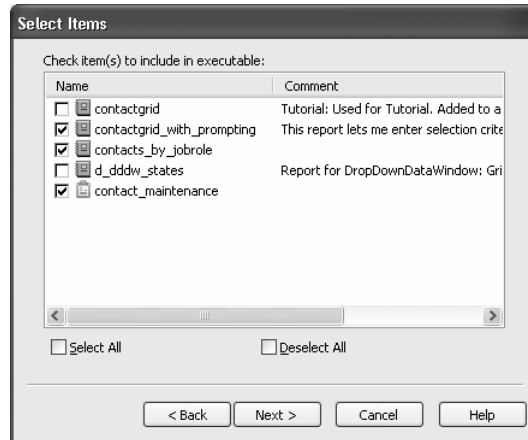 Select Items
Check item(s) to include in executable:
Name Comment
contactgrid Tutorial: Used for Tutorial. Added to a
contactgrid_with_prompting This report lets me enter selection crite
contacts_by_jobrole
d_dddw_states Report for DropDownDataWindow: Gri
contact_maintenance
Select All Deselect All
< Back Next > Cancel Help